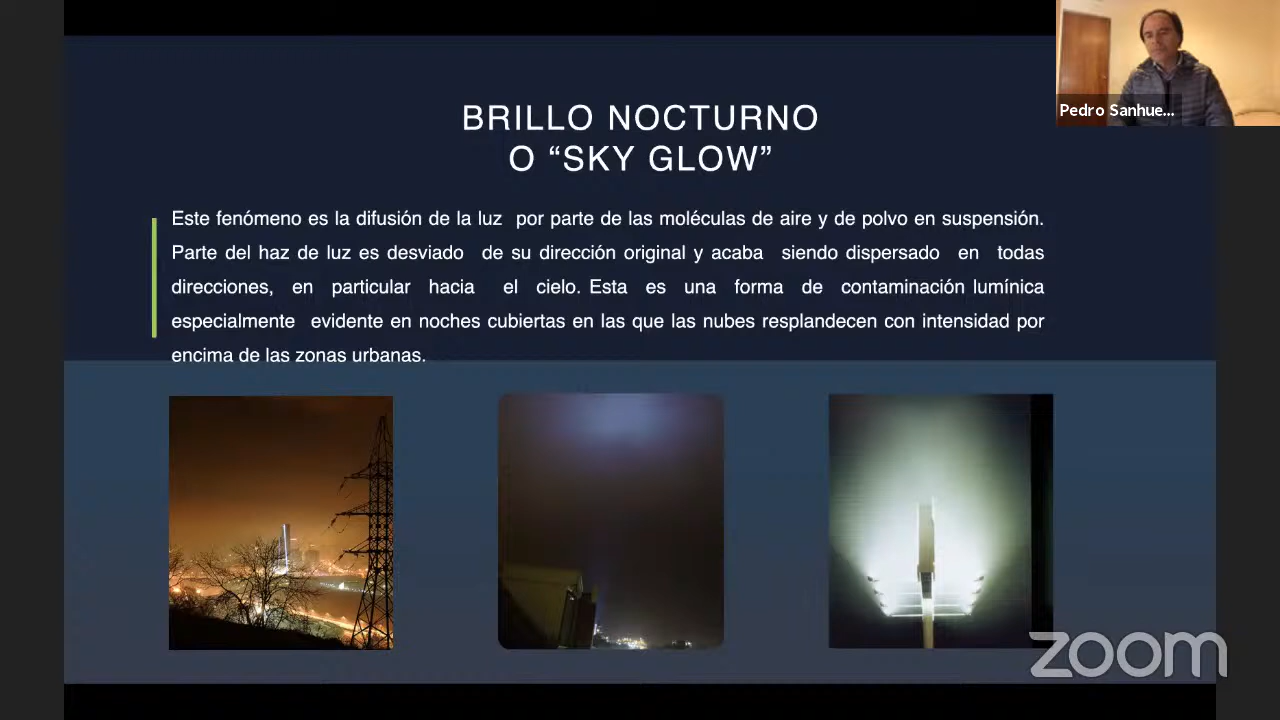 BRILLO NOCTURNO
O “SKY GLOW”
Pedro Sanhue...
Este fenómeno es la difusión de la luz por parte de las moléculas de aire y de polvo en suspensión.
Parte del haz de luz es desviado de su dirección original y acaba siendo dispersado en todas
direcciones, en particular hacia el cielo. Esta es una forma de contaminación lumínica
especialmente evidente en noches cubiertas en las que las nubes resplandecen con intensidad por
encima de las zonas urbanas.
zoom